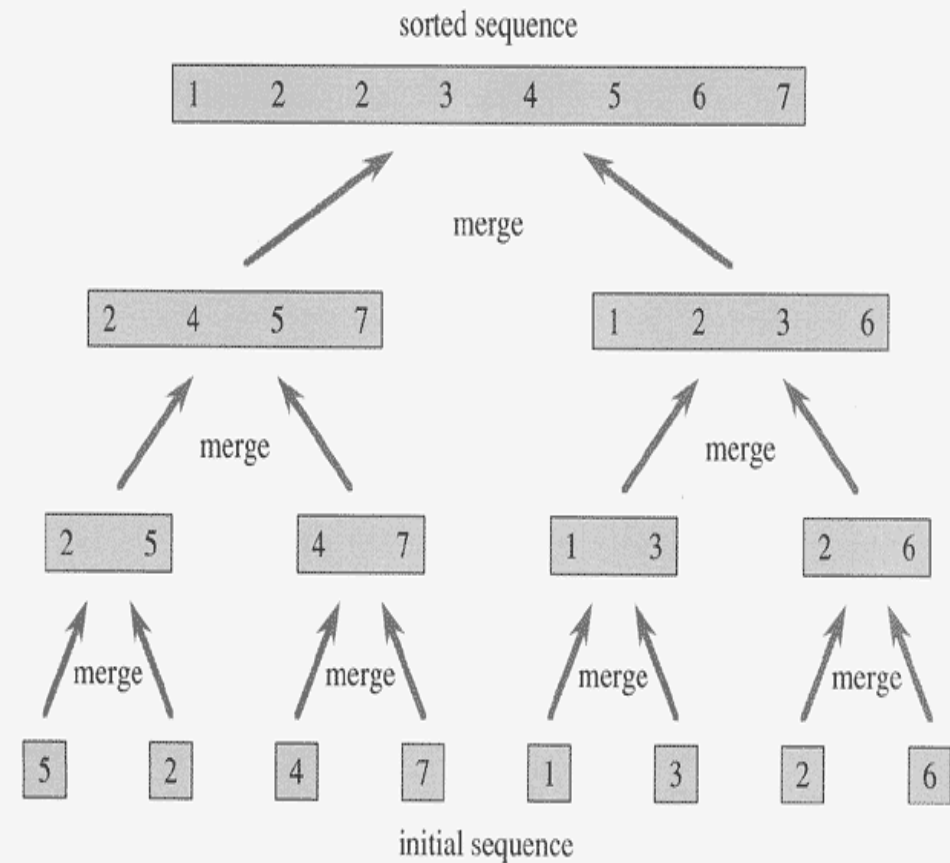 sorted sequence
1 2 2 3 4 5 6 7
merge
2 4 5 7 1 2 3 6
merge merge
2 5 4 7 1 3 2 6
merge merge merge merge
5 2 4 7 1 3 2 6
initial sequence